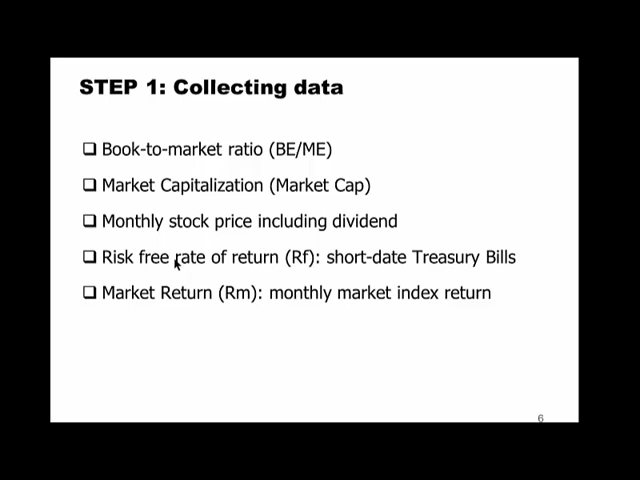 STEP 1: Collecting data
❑ Book-to-market ratio (BE/ME)
❑ Market Capitalization (Market Cap)
❑ Monthly stock price including dividend
❑ Risk free rate of return (Rf): short-date Treasury Bills
❑ Market Return (Rm): monthly market index return
6